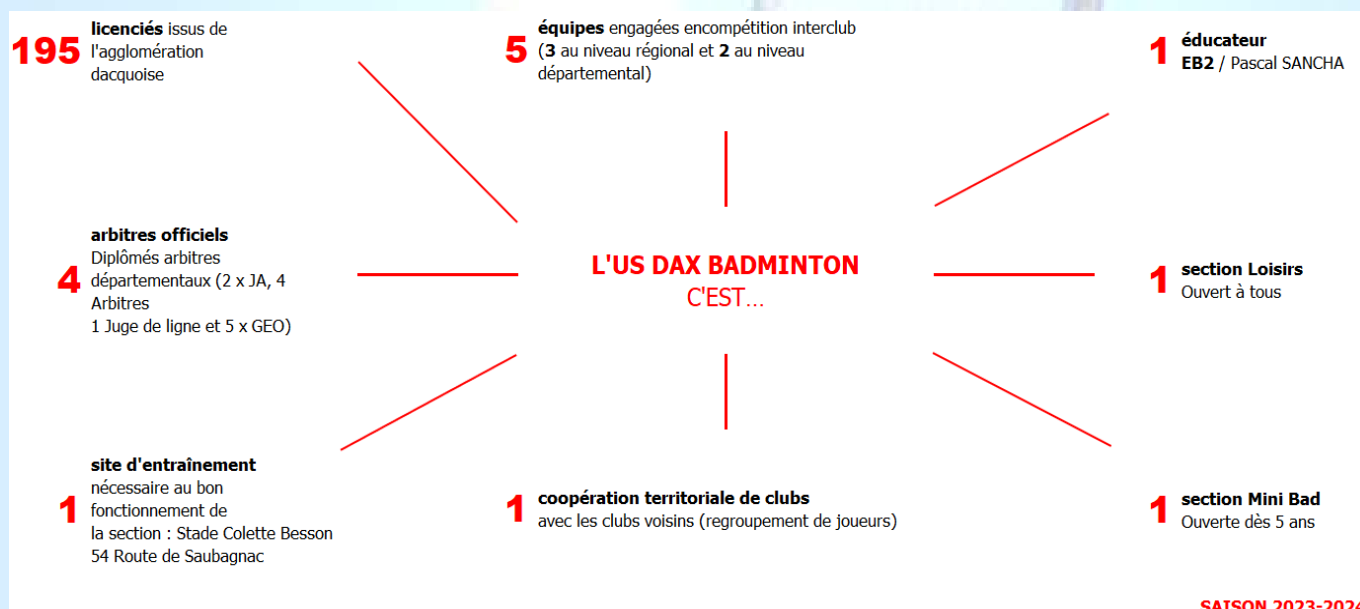 195
licenciés issus de
l'agglomération
dacquoise
5
équipes engagées encompétition interclub
(3 au niveau régional et 2 au niveau
départemental)
1
éducateur
EB2 / Pascal SANCHA
4
arbitres officiels
Diplômés arbitres
départementaux (2 x JA, 4
Arbitres
1 Juge de ligne et 5 x GEO)
L'US DAX BADMINTON
C'EST...
1
section Loisirs
Ouvert à tous
1
site d'entraînement
nécessaire au bon
fonctionnement de
la section : Stade Colette Besson
54 Route de Saubagnac
1
coopération territoriale de clubs
avec les clubs voisins (regroupement de joueurs)
1
section Mini Bad
Ouverte dès 5 ans
SAISON 2023-2024